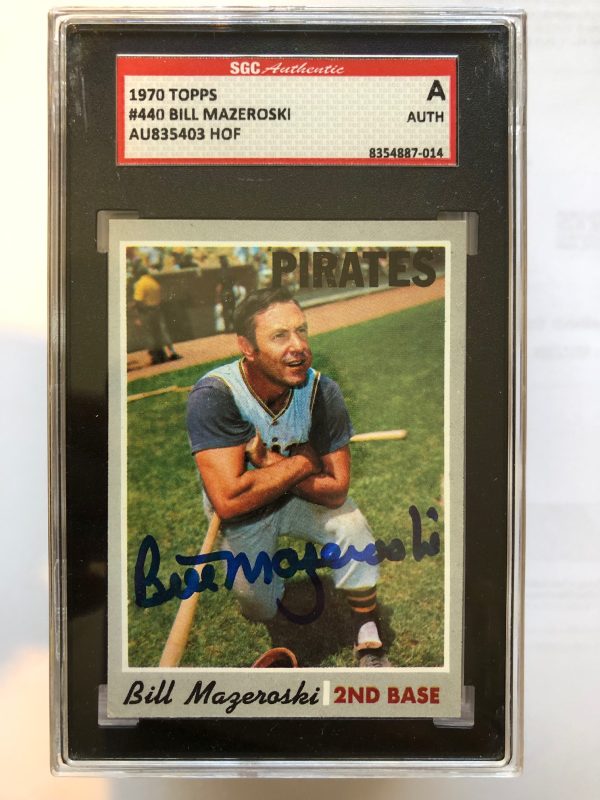 SGC Authentic
1970 TOPPS
#440 BILL MAZEROSKI
AU835403 HOF
A
AUTH
8354887-014
PIRATES
Bill Mazeroski
Bill Mazeroski 2ND BASE